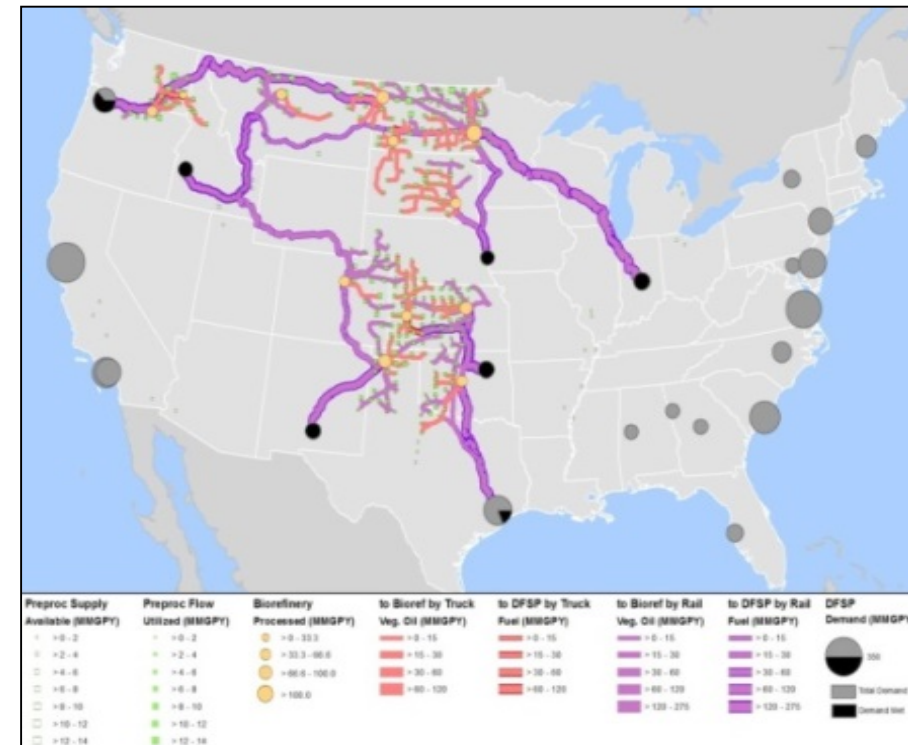 Preproc Supply
Available (MMGPY)
> 0 - 2
> 2 - 4
> 4 - 6
> 6 - 8
> 8 - 10
> 10 - 12
> 12 - 14
Preproc Flow
Utilized (MMGPY)
> 0 - 2
> 2 - 4
> 4 - 6
> 6 - 8
> 8 - 10
> 10 - 12
> 12 - 14
Biorefinery
Processed (MMGPY)
> 0 - 33.3
> 33.3 - 66.6
> 66.6 - 100.0
> 100.0
to Bioref by Truck
Veg. Oil (MMGPY)
> 0 - 15
> 15 - 30
> 30 - 60
> 60 - 120
to DFSP by Truck
Fuel (MMGPY)
> 0 - 15
> 15 - 30
> 30 - 60
> 60 - 120
to Bioref by Rail
Veg. Oil (MMGPY)
> 0 - 15
> 15 - 30
> 30 - 60
> 60 - 120
> 120 - 275
to DFSP by Rail
Fuel (MMGPY)
> 0 - 15
> 15 - 30
> 30 - 60
> 60 - 120
> 120 - 275
DFSP
Demand (MMGPY)
350
Total Demand
Demand Met